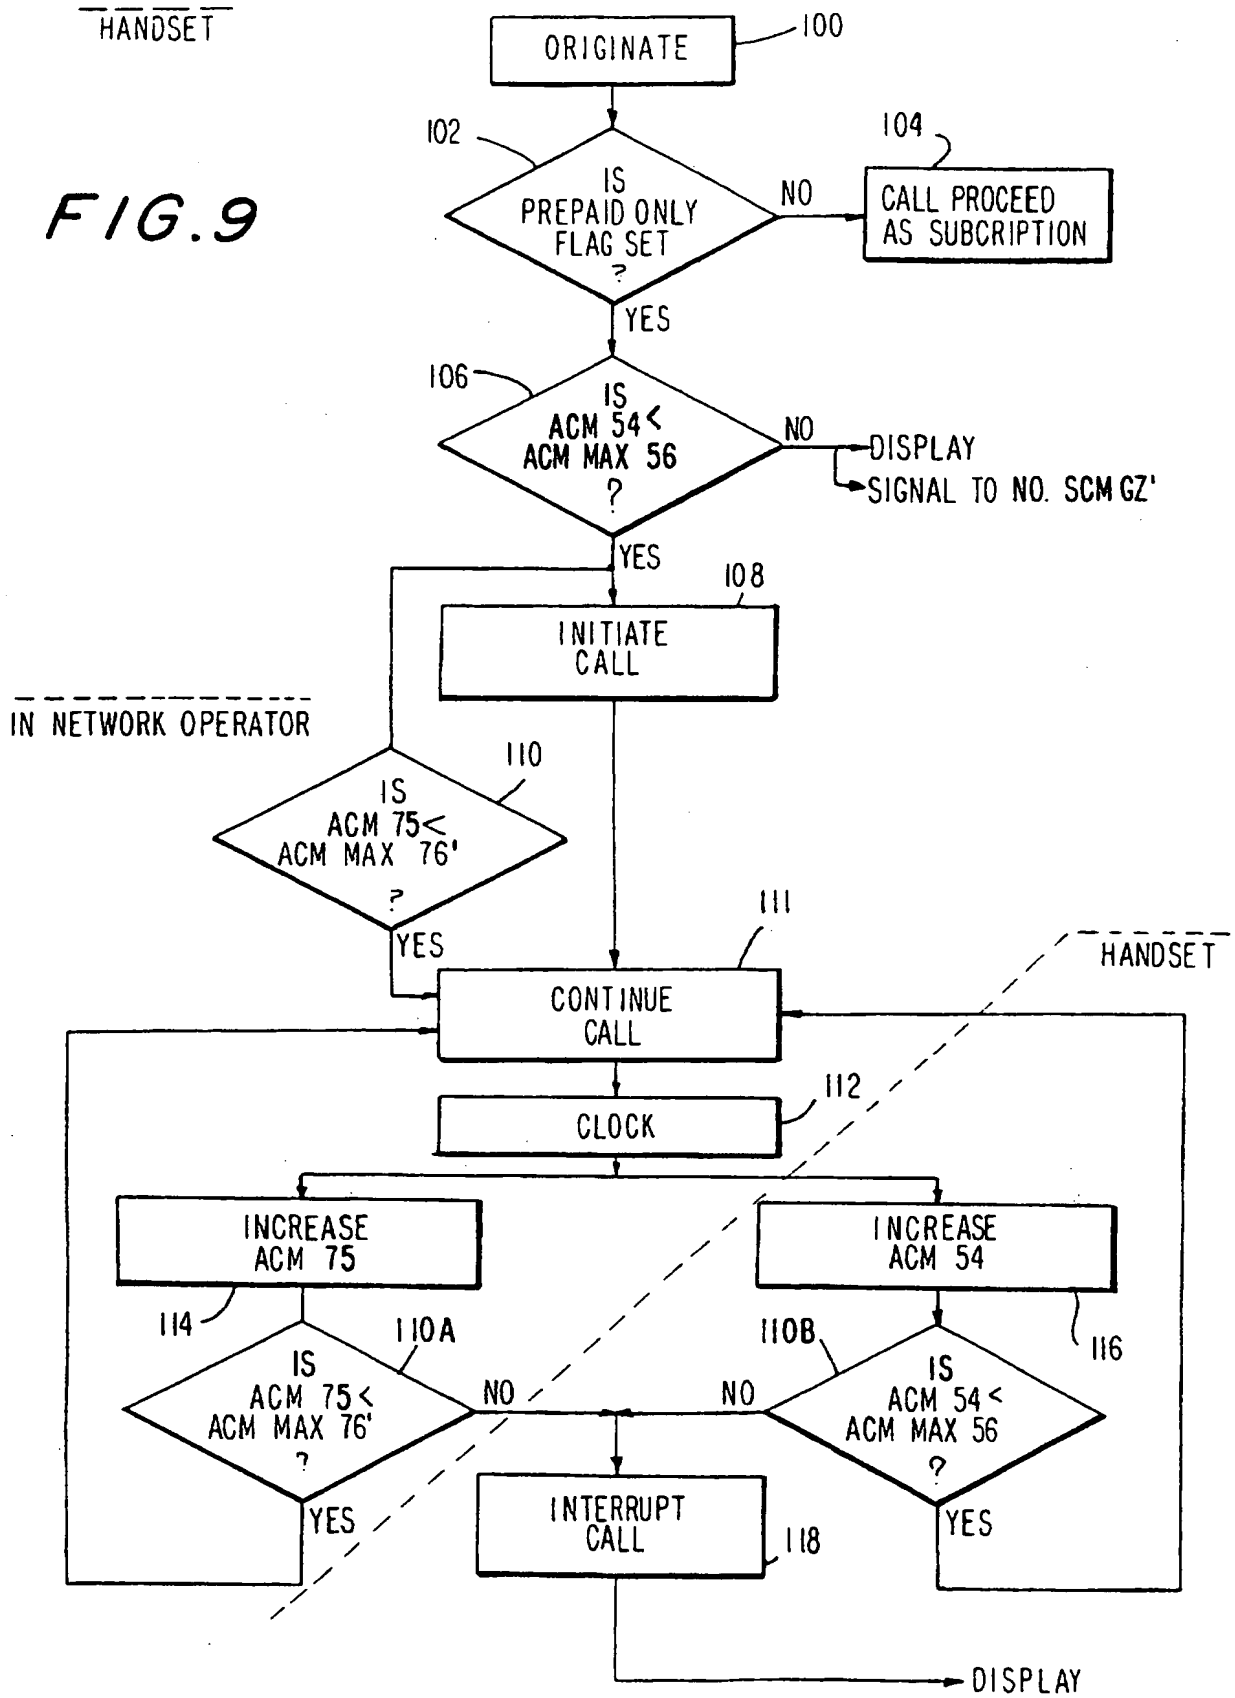 HANDSET
ORIGINATE
100
FIG.9
102
IS
PREPAID ONLY
FLAG SET
?
NO
104
CALL PROCEED
AS SUBCRIPTION
YES
106
IS
ACM 54<
ACM MAX 56
?
NO
DISPLAY
SIGNAL TO NO. SCM GZ'
YES
108
INITIATE
CALL
IN NETWORK OPERATOR
110
IS
ACM 75<
ACM MAX 76'
?
YES
111
HANDSET
CONTINUE
CALL
112
CLOCK
INCREASE
ACM 75
INCREASE
ACM 54
114
110A
110B
116
IS
ACM 75<
ACM MAX 76'
?
NO
NO
IS
ACM 54<
ACM MAX 56
?
YES
INTERRUPT
CALL
118
YES
DISPLAY